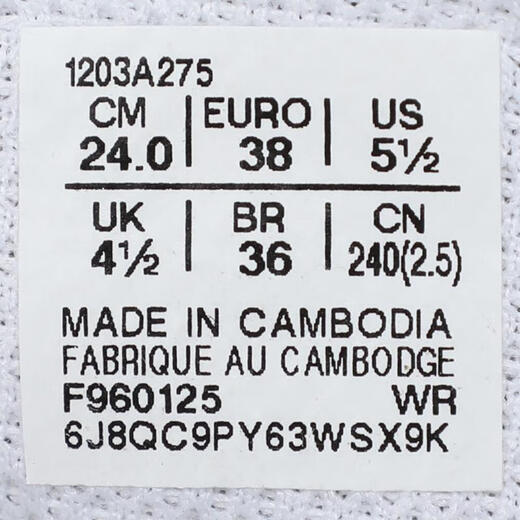 1203A275
CM | EURO | US
24.0 | 38 | 5½
UK | BR | CN
4½ | 36 | 240(2.5)
MADE IN CAMBODIA
FABRIQUE AU CAMBODGE
F960125 WR
6J8QC9PY63WSX9K